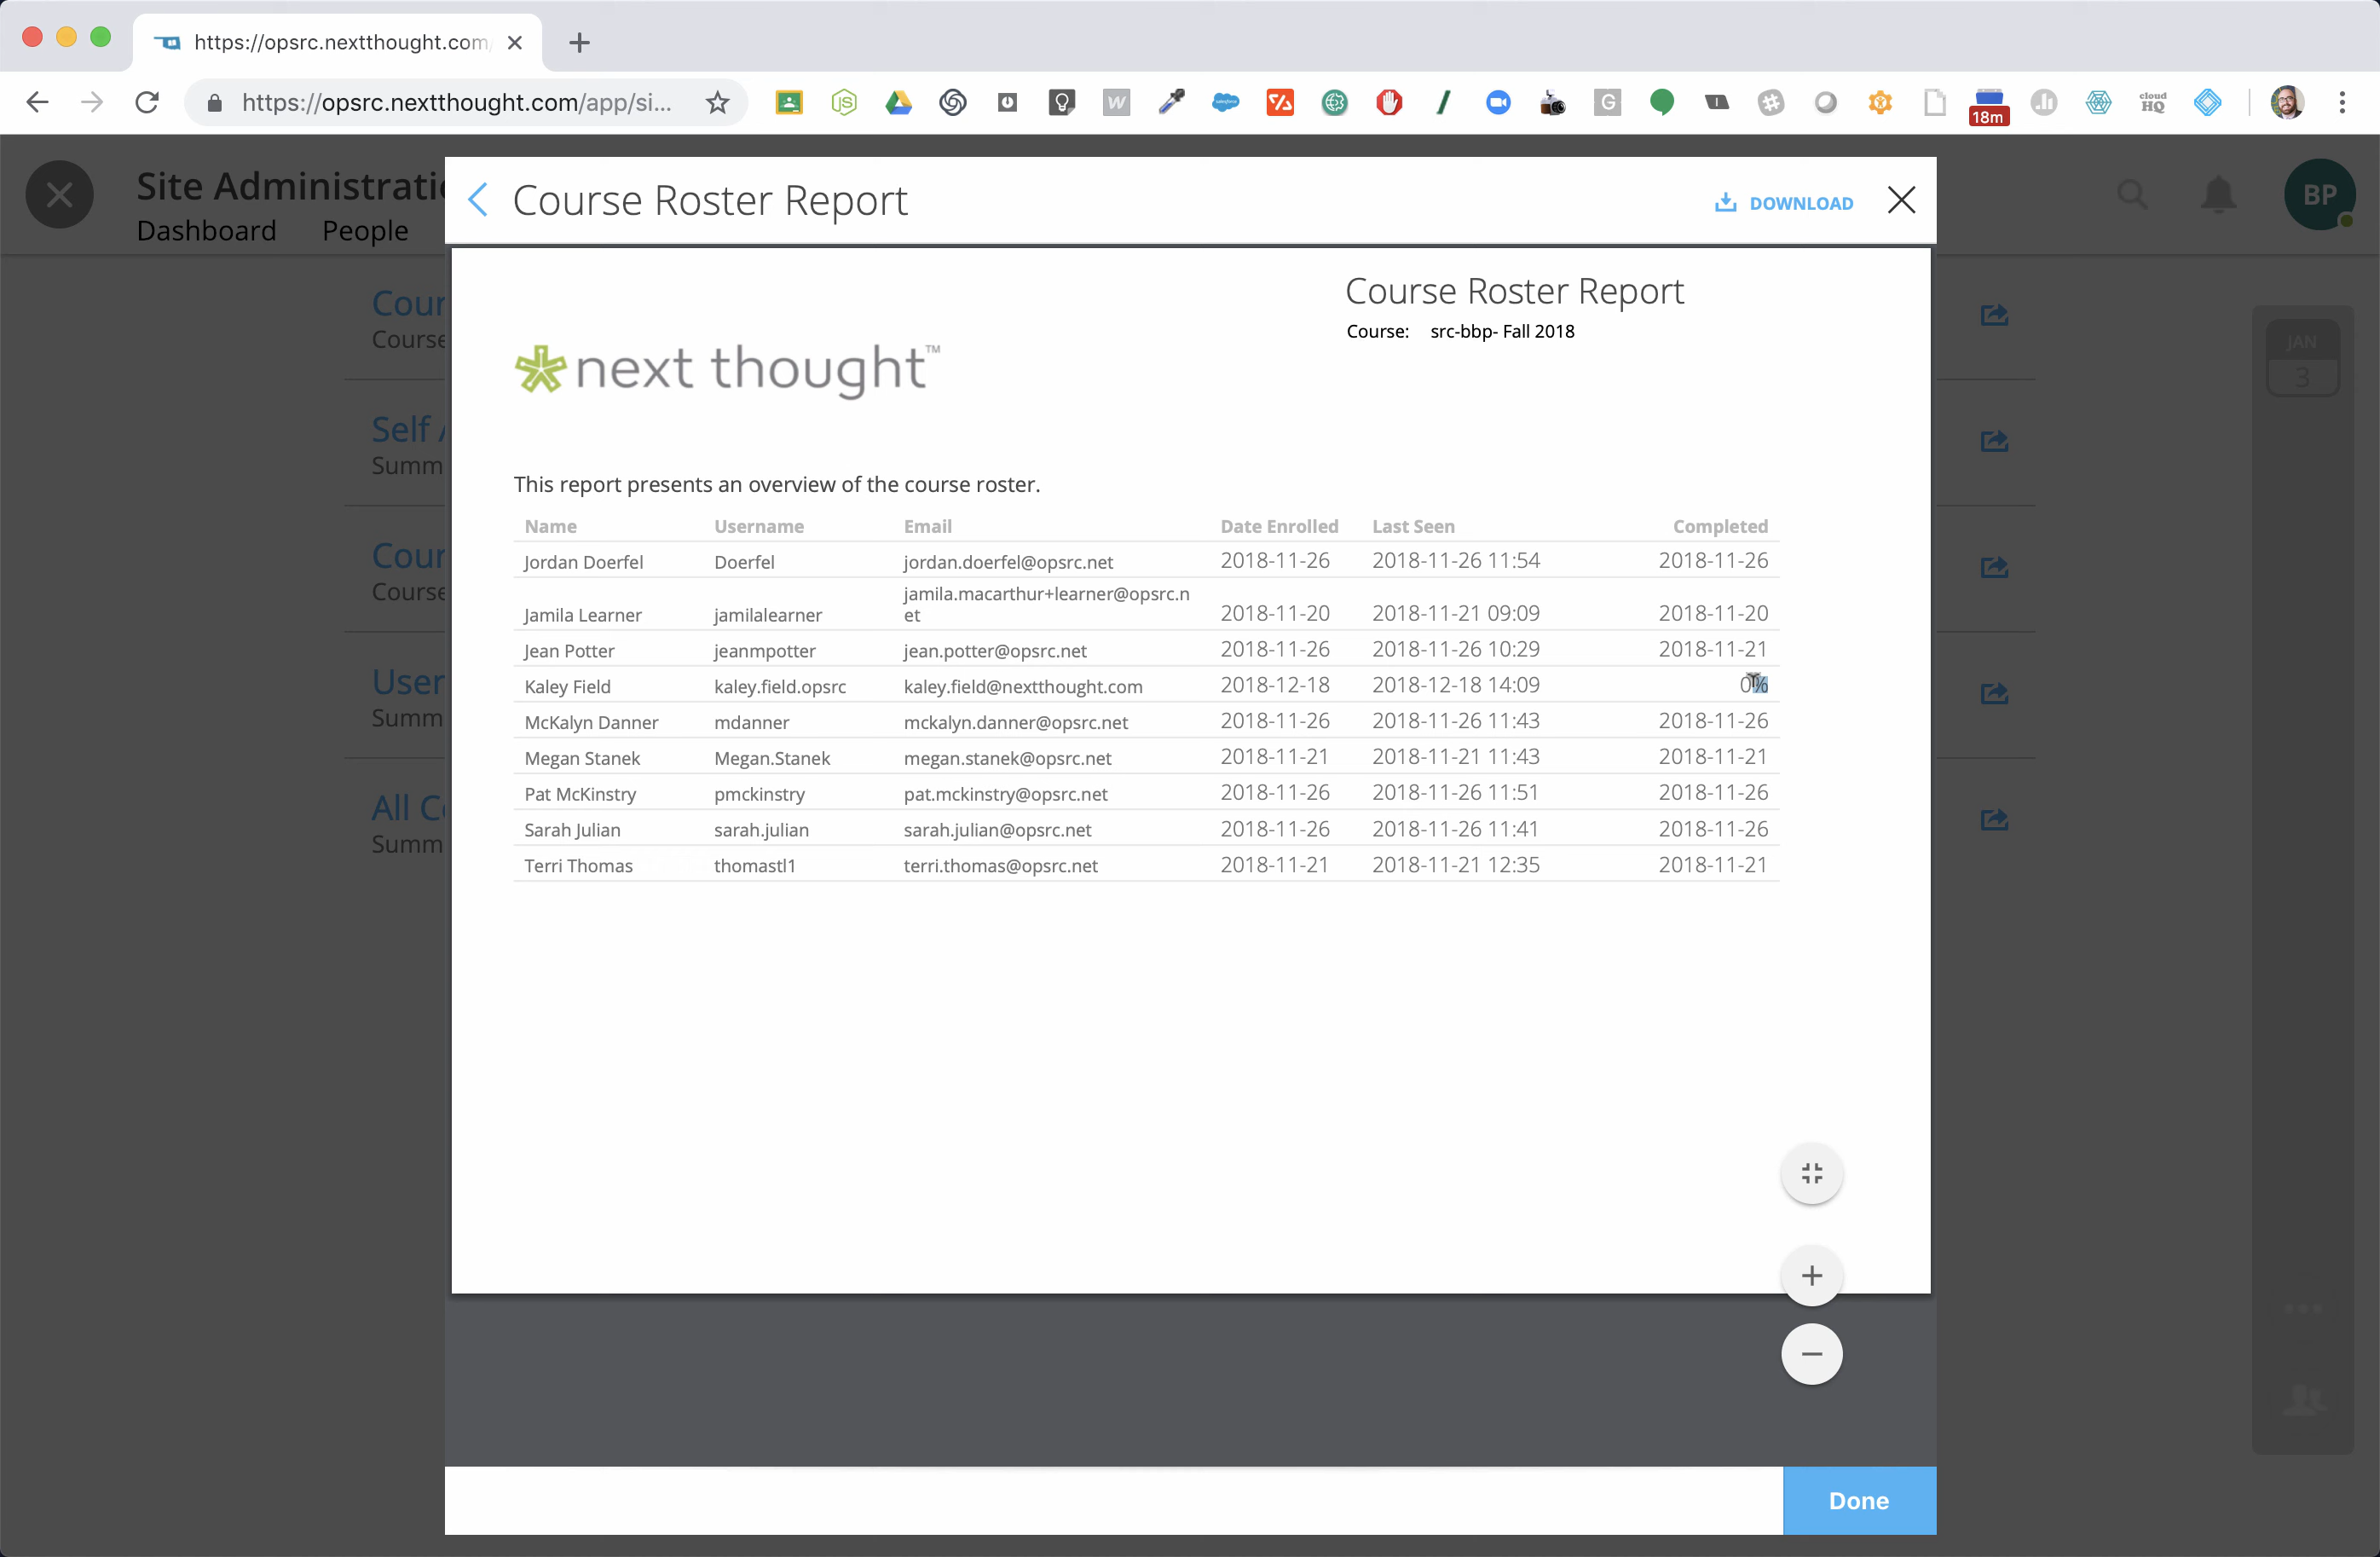 https://opsrc.nextthought.com/
https://opsrc.nextthought.com/app/si...
W
G
18m
cloud
HQ
Site Administratio
Dashboard People
BP
Course Roster Report
DOWNLOAD
Course Roster Report
Course: src-bbp- Fall 2018
next thought™
This report presents an overview of the course roster.
Name Username Email Date Enrolled Last Seen Completed
Jordan Doerfel Doerfel jordan.doerfel@opsrc.net 2018-11-26 2018-11-26 11:54 2018-11-26
jamila.macarthur+learner@opsrc.n
Jamila Learner jamilalearner et 2018-11-20 2018-11-21 09:09 2018-11-20
Jean Potter jeanmpotter jean.potter@opsrc.net 2018-11-26 2018-11-26 10:29 2018-11-21
Kaley Field kaley.field.opsrc kaley.field@nextthought.com 2018-12-18 2018-12-18 14:09 0%
McKalyn Danner mdanner mckalyn.danner@opsrc.net 2018-11-26 2018-11-26 11:43 2018-11-26
Megan Stanek Megan.Stanek megan.stanek@opsrc.net 2018-11-21 2018-11-21 11:43 2018-11-21
Pat McKinstry pmckinstry pat.mckinstry@opsrc.net 2018-11-26 2018-11-26 11:51 2018-11-26
Sarah Julian sarah.julian sarah.julian@opsrc.net 2018-11-26 2018-11-26 11:41 2018-11-26
Terri Thomas thomastl1 terri.thomas@opsrc.net 2018-11-21 2018-11-21 12:35 2018-11-21
Cour
Course
Self A
Summ
Cour
Course
User
Summ
All Co
Summ
JAN
3
Done